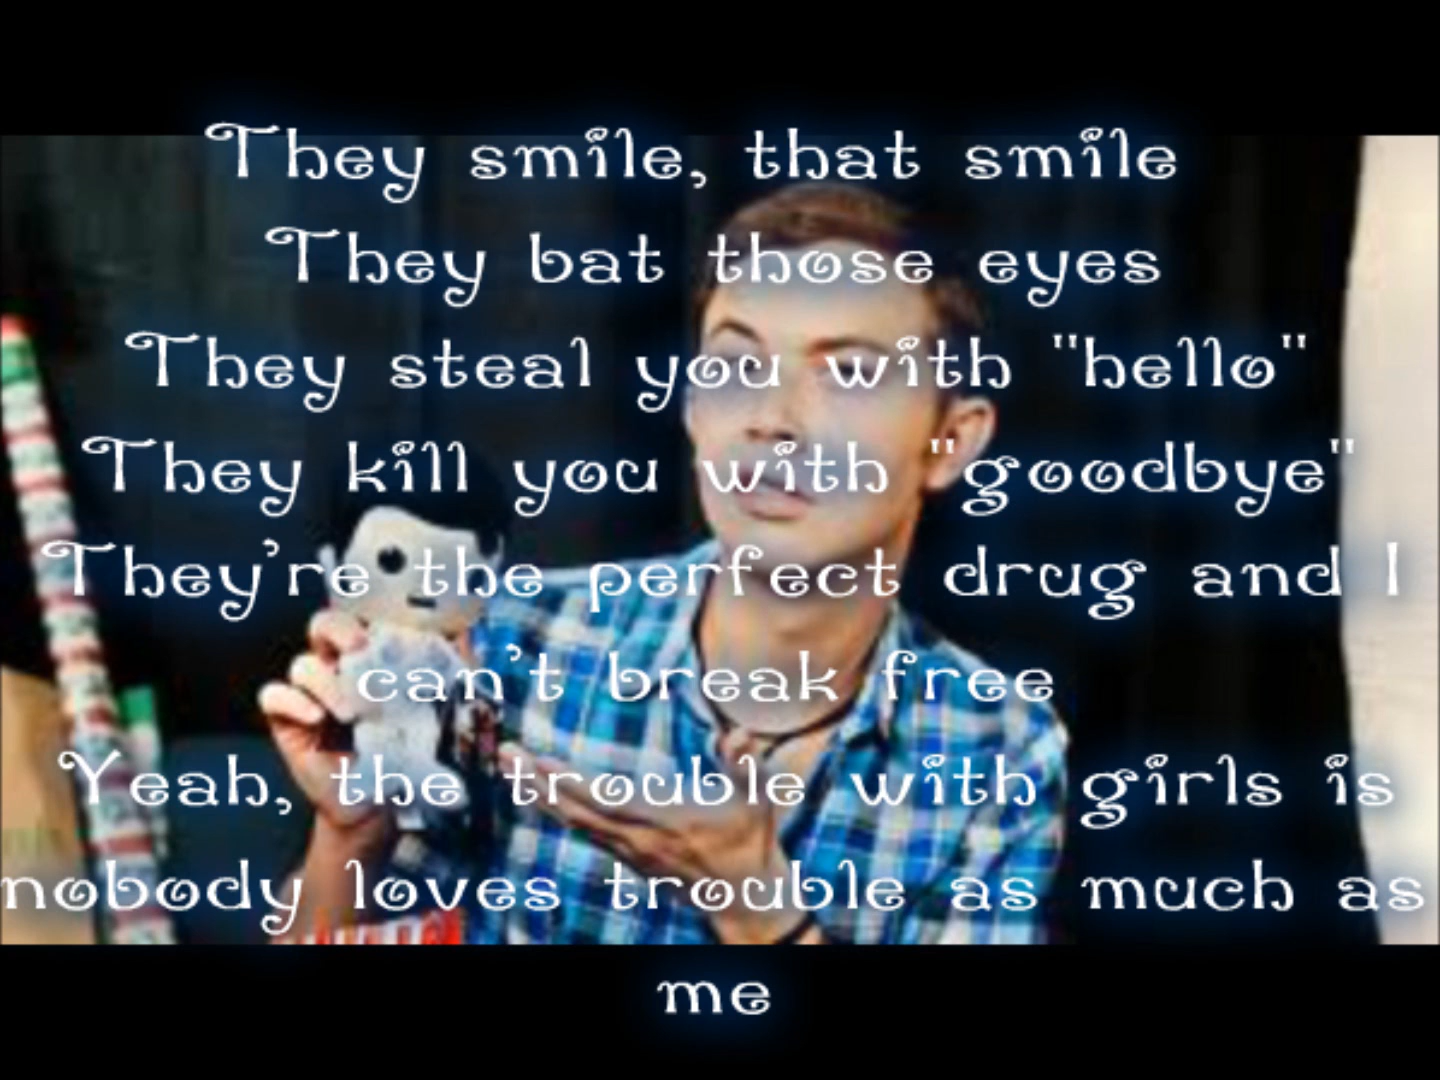 They smile, that smile
They bat those eyes
They steal you with "hello"
They kill you with "goodbye"
They're the perfect drug and I
can't break free
Yeah, the trouble with girls is
nobody loves trouble as much as
me